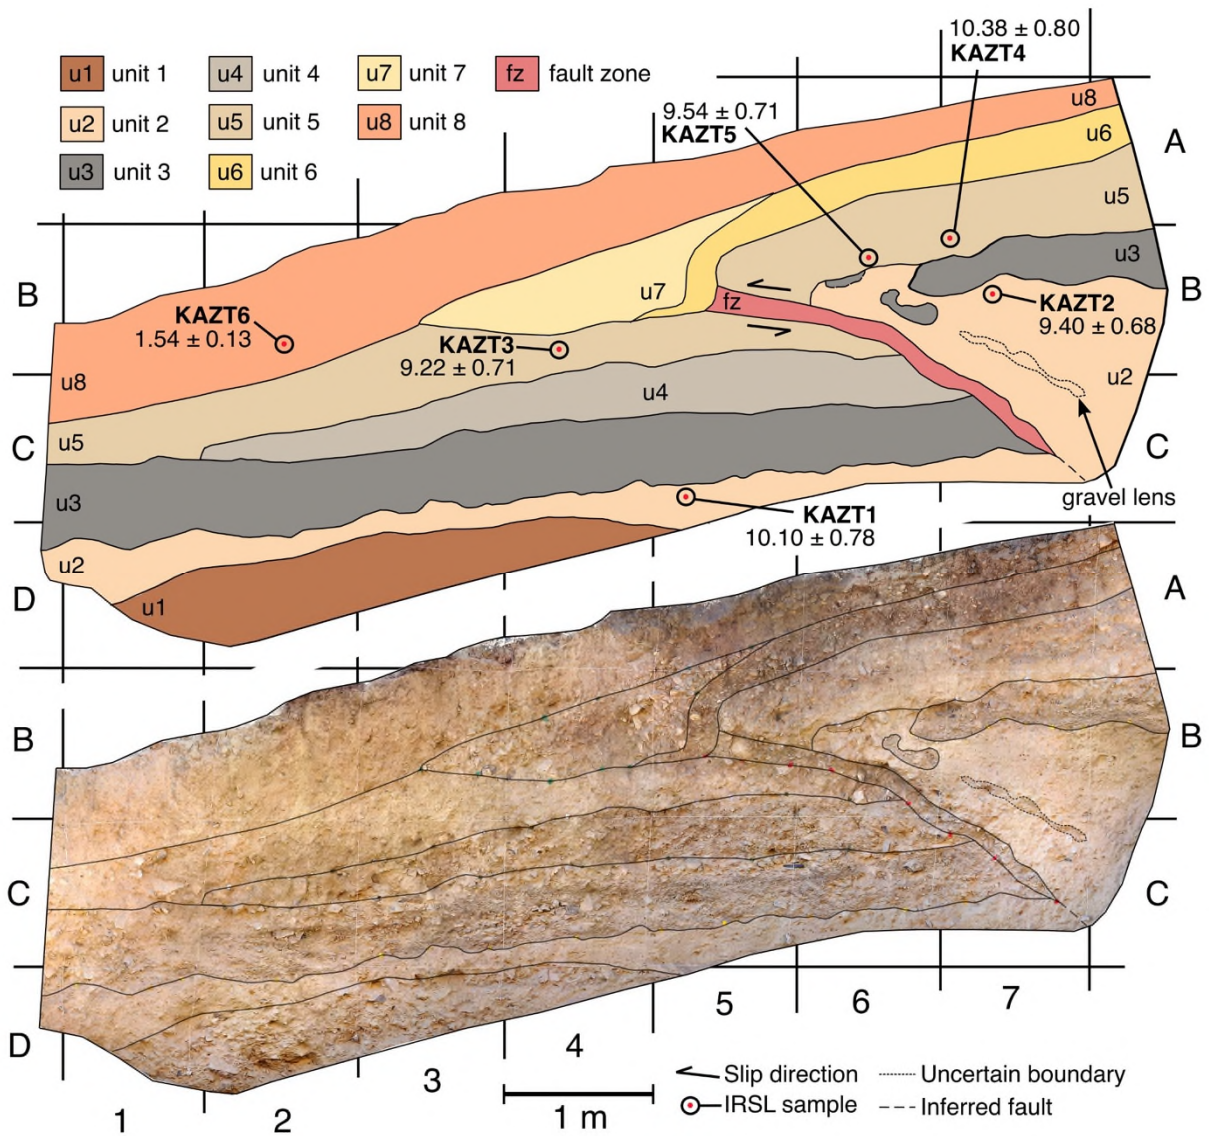 u1 unit 1
u4 unit 4
u7 unit 7
fz fault zone
u2 unit 2
u5 unit 5
u8 unit 8
u3 unit 3
u6 unit 6
10.38 ± 0.80
KAZT4
9.54 ± 0.71
KAZT5
u8
u6
A
u5
u3
B
B
u7
fz
KAZT6
1.54 ± 0.13
KAZT3
9.22 ± 0.71
KAZT2
9.40 ± 0.68
u8
u4
u2
C
u5
C
u3
gravel lens
KAZT1
10.10 ± 0.78
u2
D
u1
A
B
B
C
C
D
1
2
3
4
5
6
7
1 m
Slip direction
Uncertain boundary
IRSL sample
Inferred fault